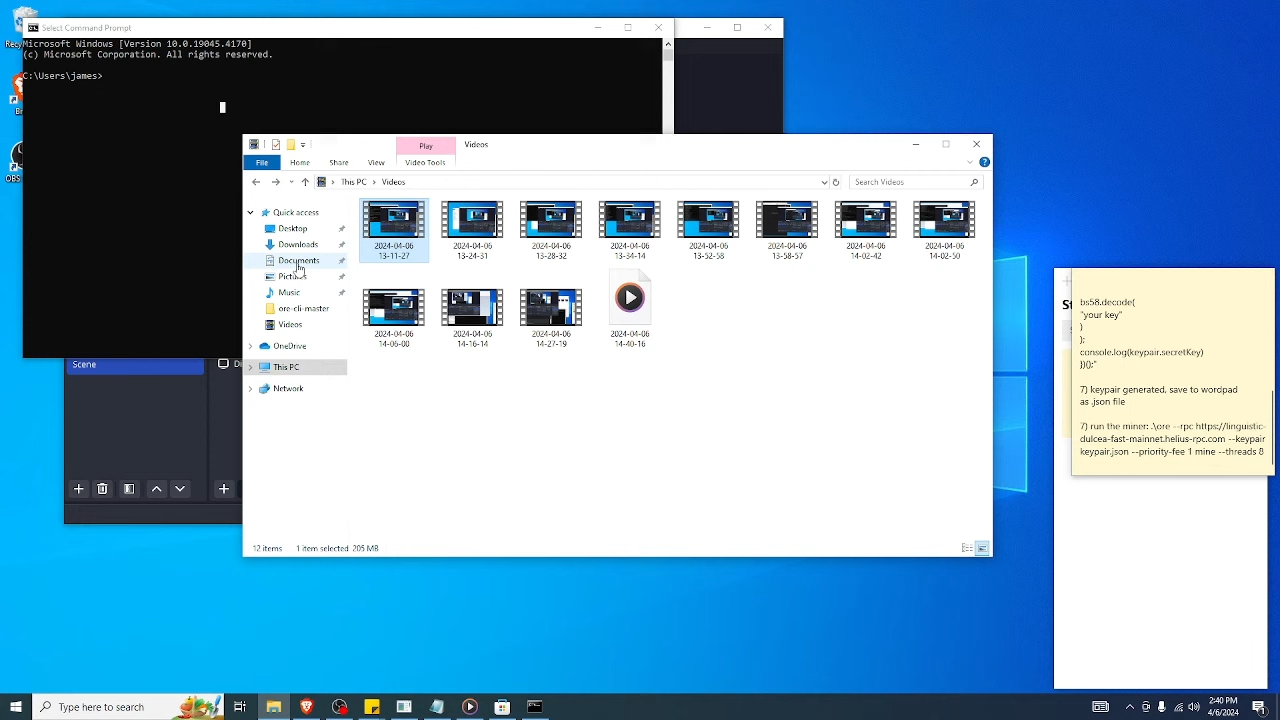 Select Command Prompt
Microsoft Windows [Version 10.0.19045.4170]
(c) Microsoft Corporation. All rights reserved.
C:\Users\james>
Play
Videos
File
Home
Share
View
Video Tools
This PC
Videos
Search Videos
Quick access
Desktop
Downloads
Documents
Music
ore-cli-master
Videos
OneDrive
This PC
Network
2024-04-06
13-11-27
2024-04-06
13-24-31
2024-04-06
13-28-32
2024-04-06
13-34-14
2024-04-06
13-52-58
2024-04-06
13-58-57
2024-04-06
14-02-42
2024-04-06
14-02-50
2024-04-06
14-06-00
2024-04-06
14-16-14
2024-04-06
14-27-19
2024-04-06
14-40-16
12 items
1 item selected
205 MB
Scene
bs58.decode(
"your key"
);
console.log(keypair.secretKey)
})();"
7) keypair generated, save to wordpad
as .json file
7) run the miner: .\ore --rpc https://linguistic-
dulcea-fast-mainnet.helius-rpc.com --keypair
keypair.json --priority-fee 1 mine --threads 8
Type here to search
2:40 PM
4/6/2024